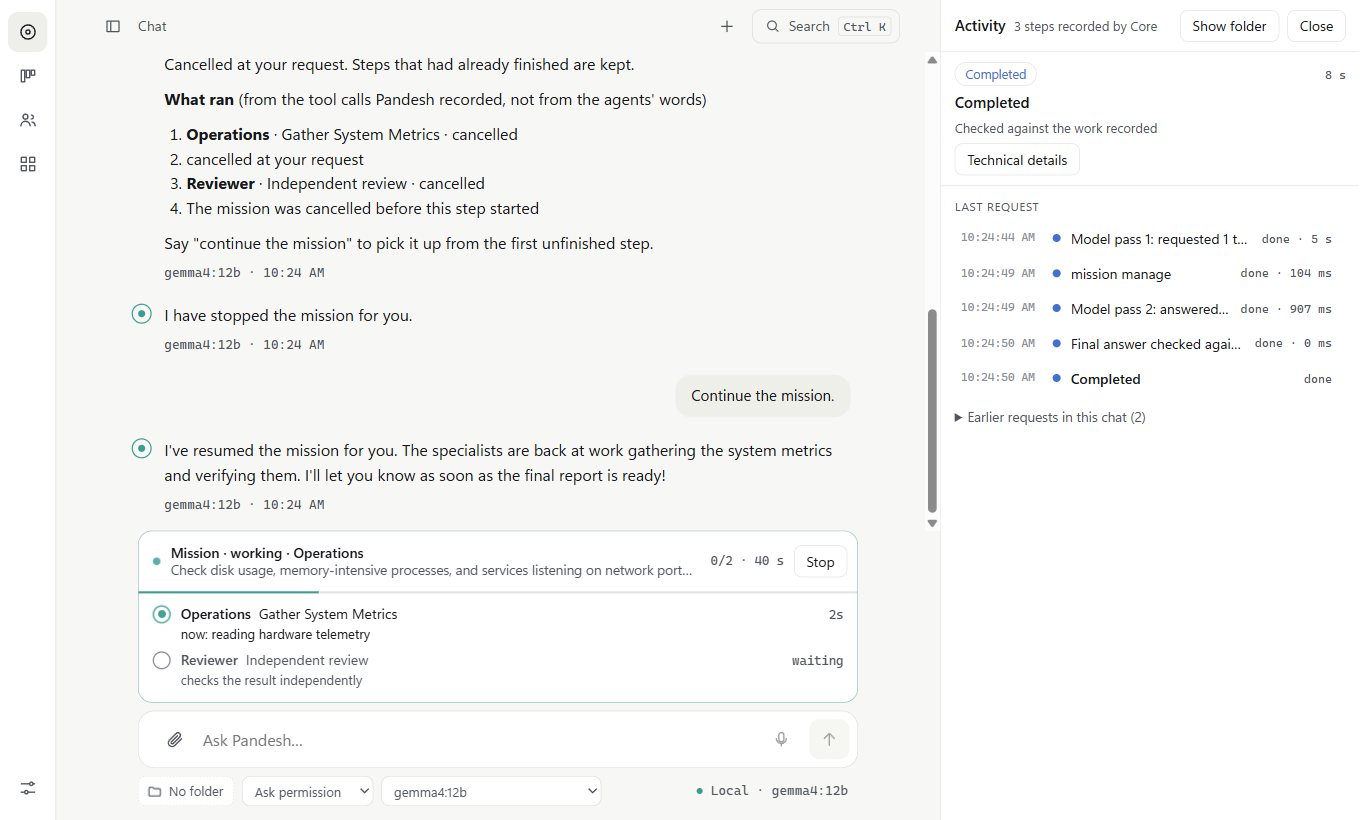 Chat
Search Ctrl K
Cancelled at your request. Steps that had already finished are kept.
What ran (from the tool calls Pandesh recorded, not from the agents' words)
1. Operations · Gather System Metrics · cancelled
2. cancelled at your request
3. Reviewer · Independent review · cancelled
4. The mission was cancelled before this step started
Say "continue the mission" to pick it up from the first unfinished step.
gemma4:12b · 10:24 AM
I have stopped the mission for you.
gemma4:12b · 10:24 AM
Continue the mission.
I've resumed the mission for you. The specialists are back at work gathering the system metrics
and verifying them. I'll let you know as soon as the final report is ready!
gemma4:12b · 10:24 AM
Mission · working · Operations
Check disk usage, memory-intensive processes, and services listening on network port...
0/2 · 40 s
Stop
Operations Gather System Metrics 2s
now: reading hardware telemetry
Reviewer Independent review waiting
checks the result independently
Ask Pandesh...
No folder
Ask permission
gemma4:12b
Local · gemma4:12b
Activity 3 steps recorded by Core
Show folder
Close
Completed 8 s
Completed
Checked against the work recorded
Technical details
LAST REQUEST
10:24:44 AM Model pass 1: requested 1 t... done · 5 s
10:24:49 AM mission manage done · 104 ms
10:24:49 AM Model pass 2: answered... done · 907 ms
10:24:50 AM Final answer checked agai... done · 0 ms
10:24:50 AM Completed done
Earlier requests in this chat (2)